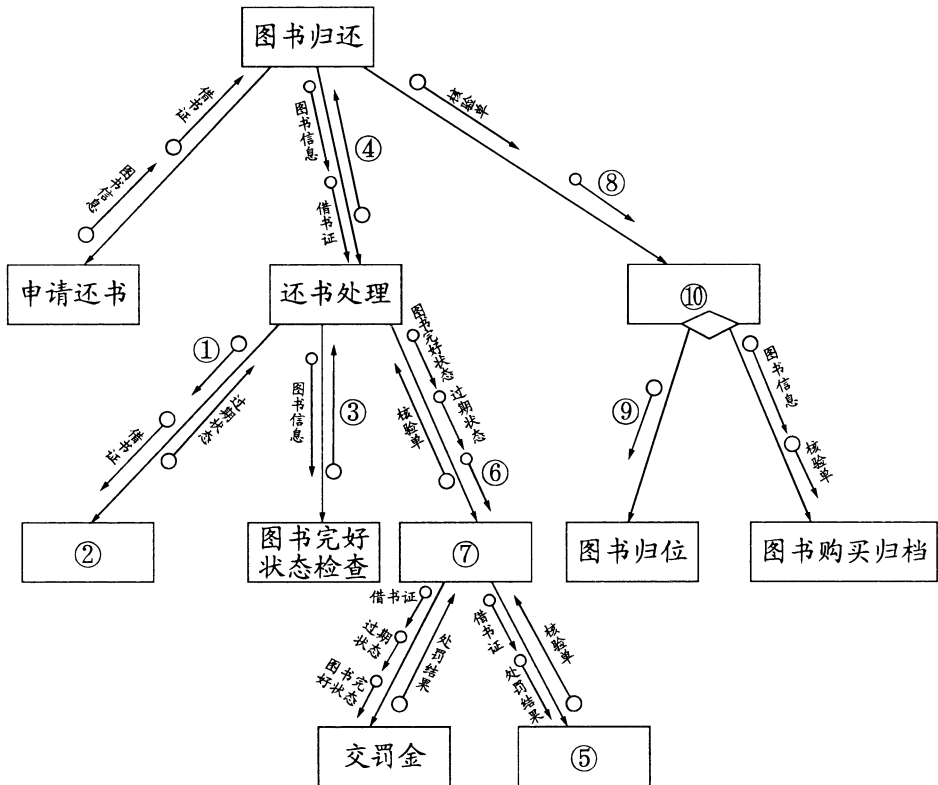 图书归还
借书证
图书信息
图书信息
借书证
④
核验单
⑧
申请还书
还书处理
⑩
①
借书证
过期状态
图书信息
③
图书完好状态
过期状态
⑥
核验单
⑨
图书信息
核验单
②
图书完好
状态检查
⑦
图书归位
图书购买归档
借书证
过期
状态
图书完
好状态
处罚结果
借书证
处罚结果
核验单
交罚金
⑤